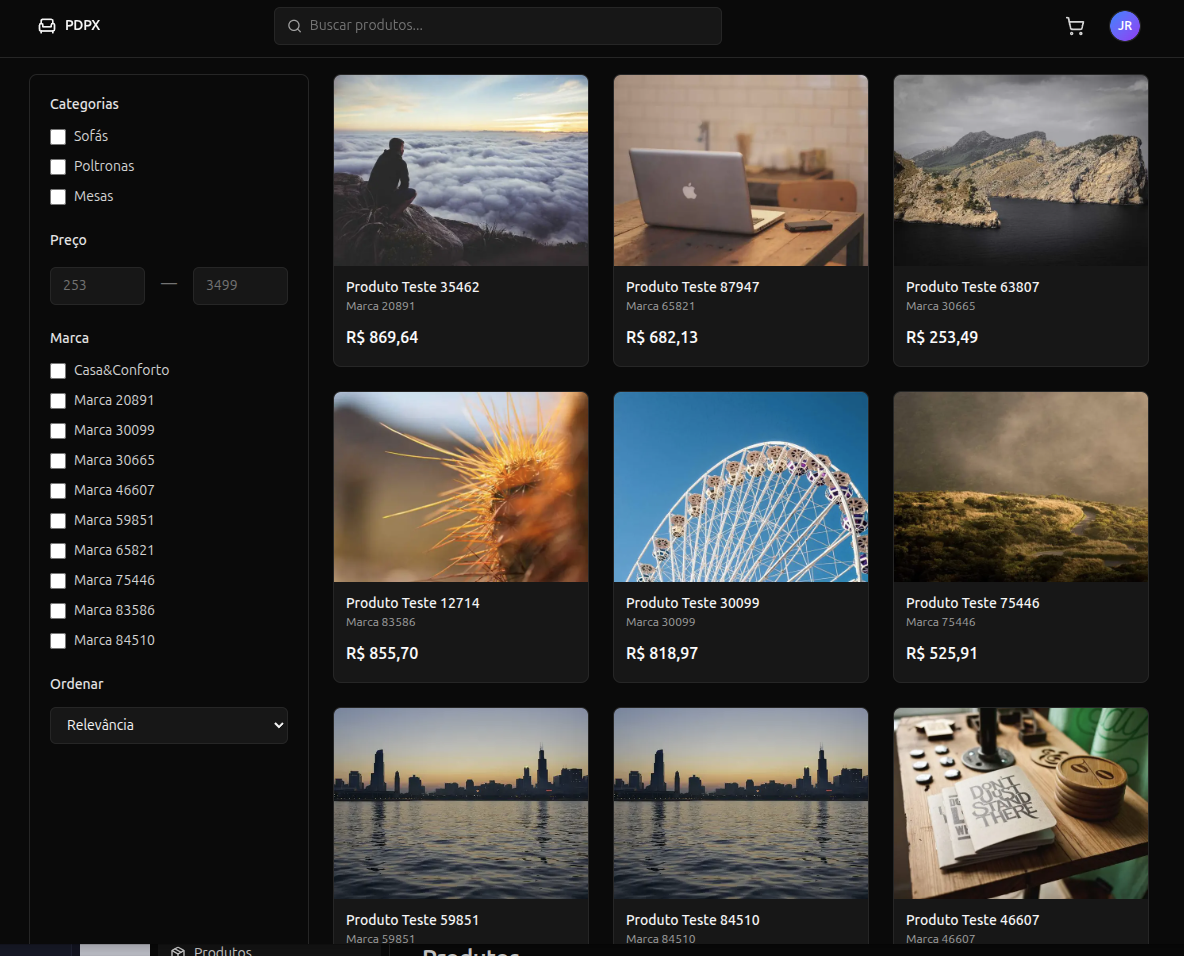 PDPX
Buscar produtos...
JR
Categorias
Sofás
Poltronas
Mesas
Preço
253 — 3499
Marca
Casa&Conforto
Marca 20891
Marca 30099
Marca 30665
Marca 46607
Marca 59851
Marca 65821
Marca 75446
Marca 83586
Marca 84510
Ordenar
Relevância
Produto Teste 35462
Marca 20891
R$ 869,64
Produto Teste 87947
Marca 65821
R$ 682,13
Produto Teste 63807
Marca 30665
R$ 253,49
Produto Teste 12714
Marca 83586
R$ 855,70
Produto Teste 30099
Marca 30099
R$ 818,97
Produto Teste 75446
Marca 75446
R$ 525,91
Produto Teste 59851
Marca 59851
Produto Teste 84510
Marca 84510
DON'T
JUST
STAND
THERE
Produto Teste 46607
Marca 46607
Produtos
Produtos